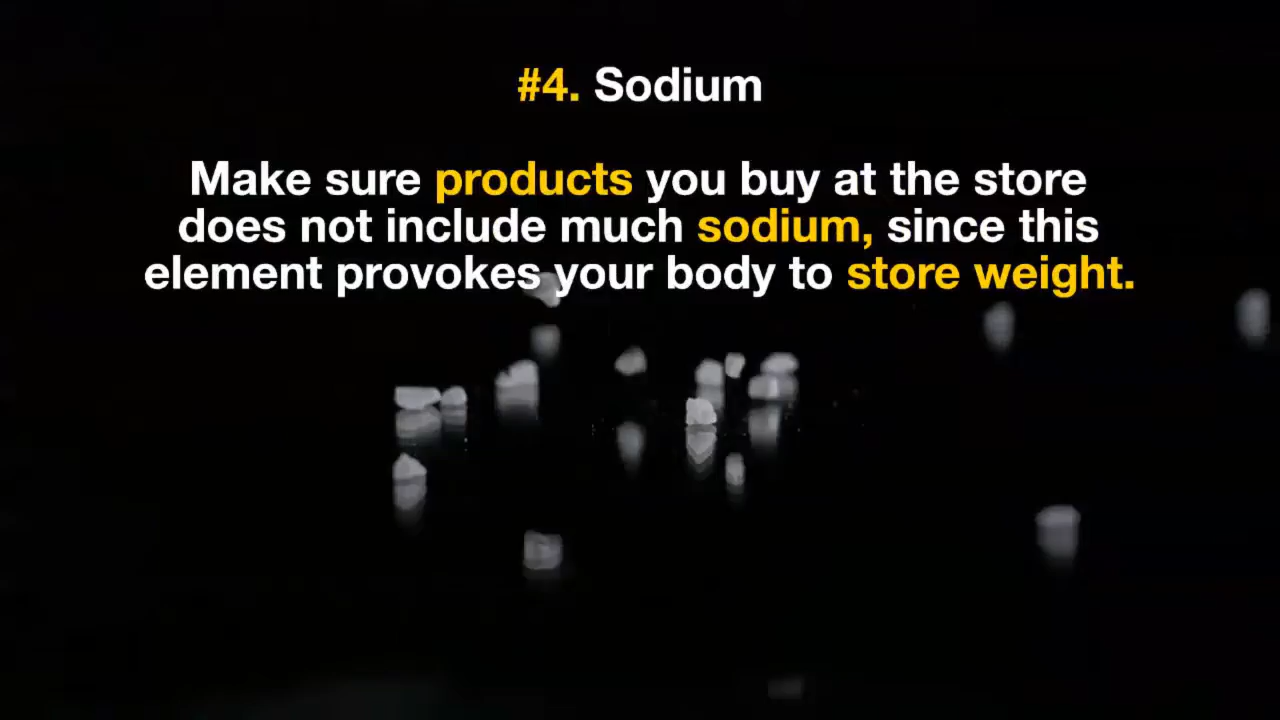 #4. Sodium
Make sure products you buy at the store
does not include much sodium, since this
element provokes your body to store weight.